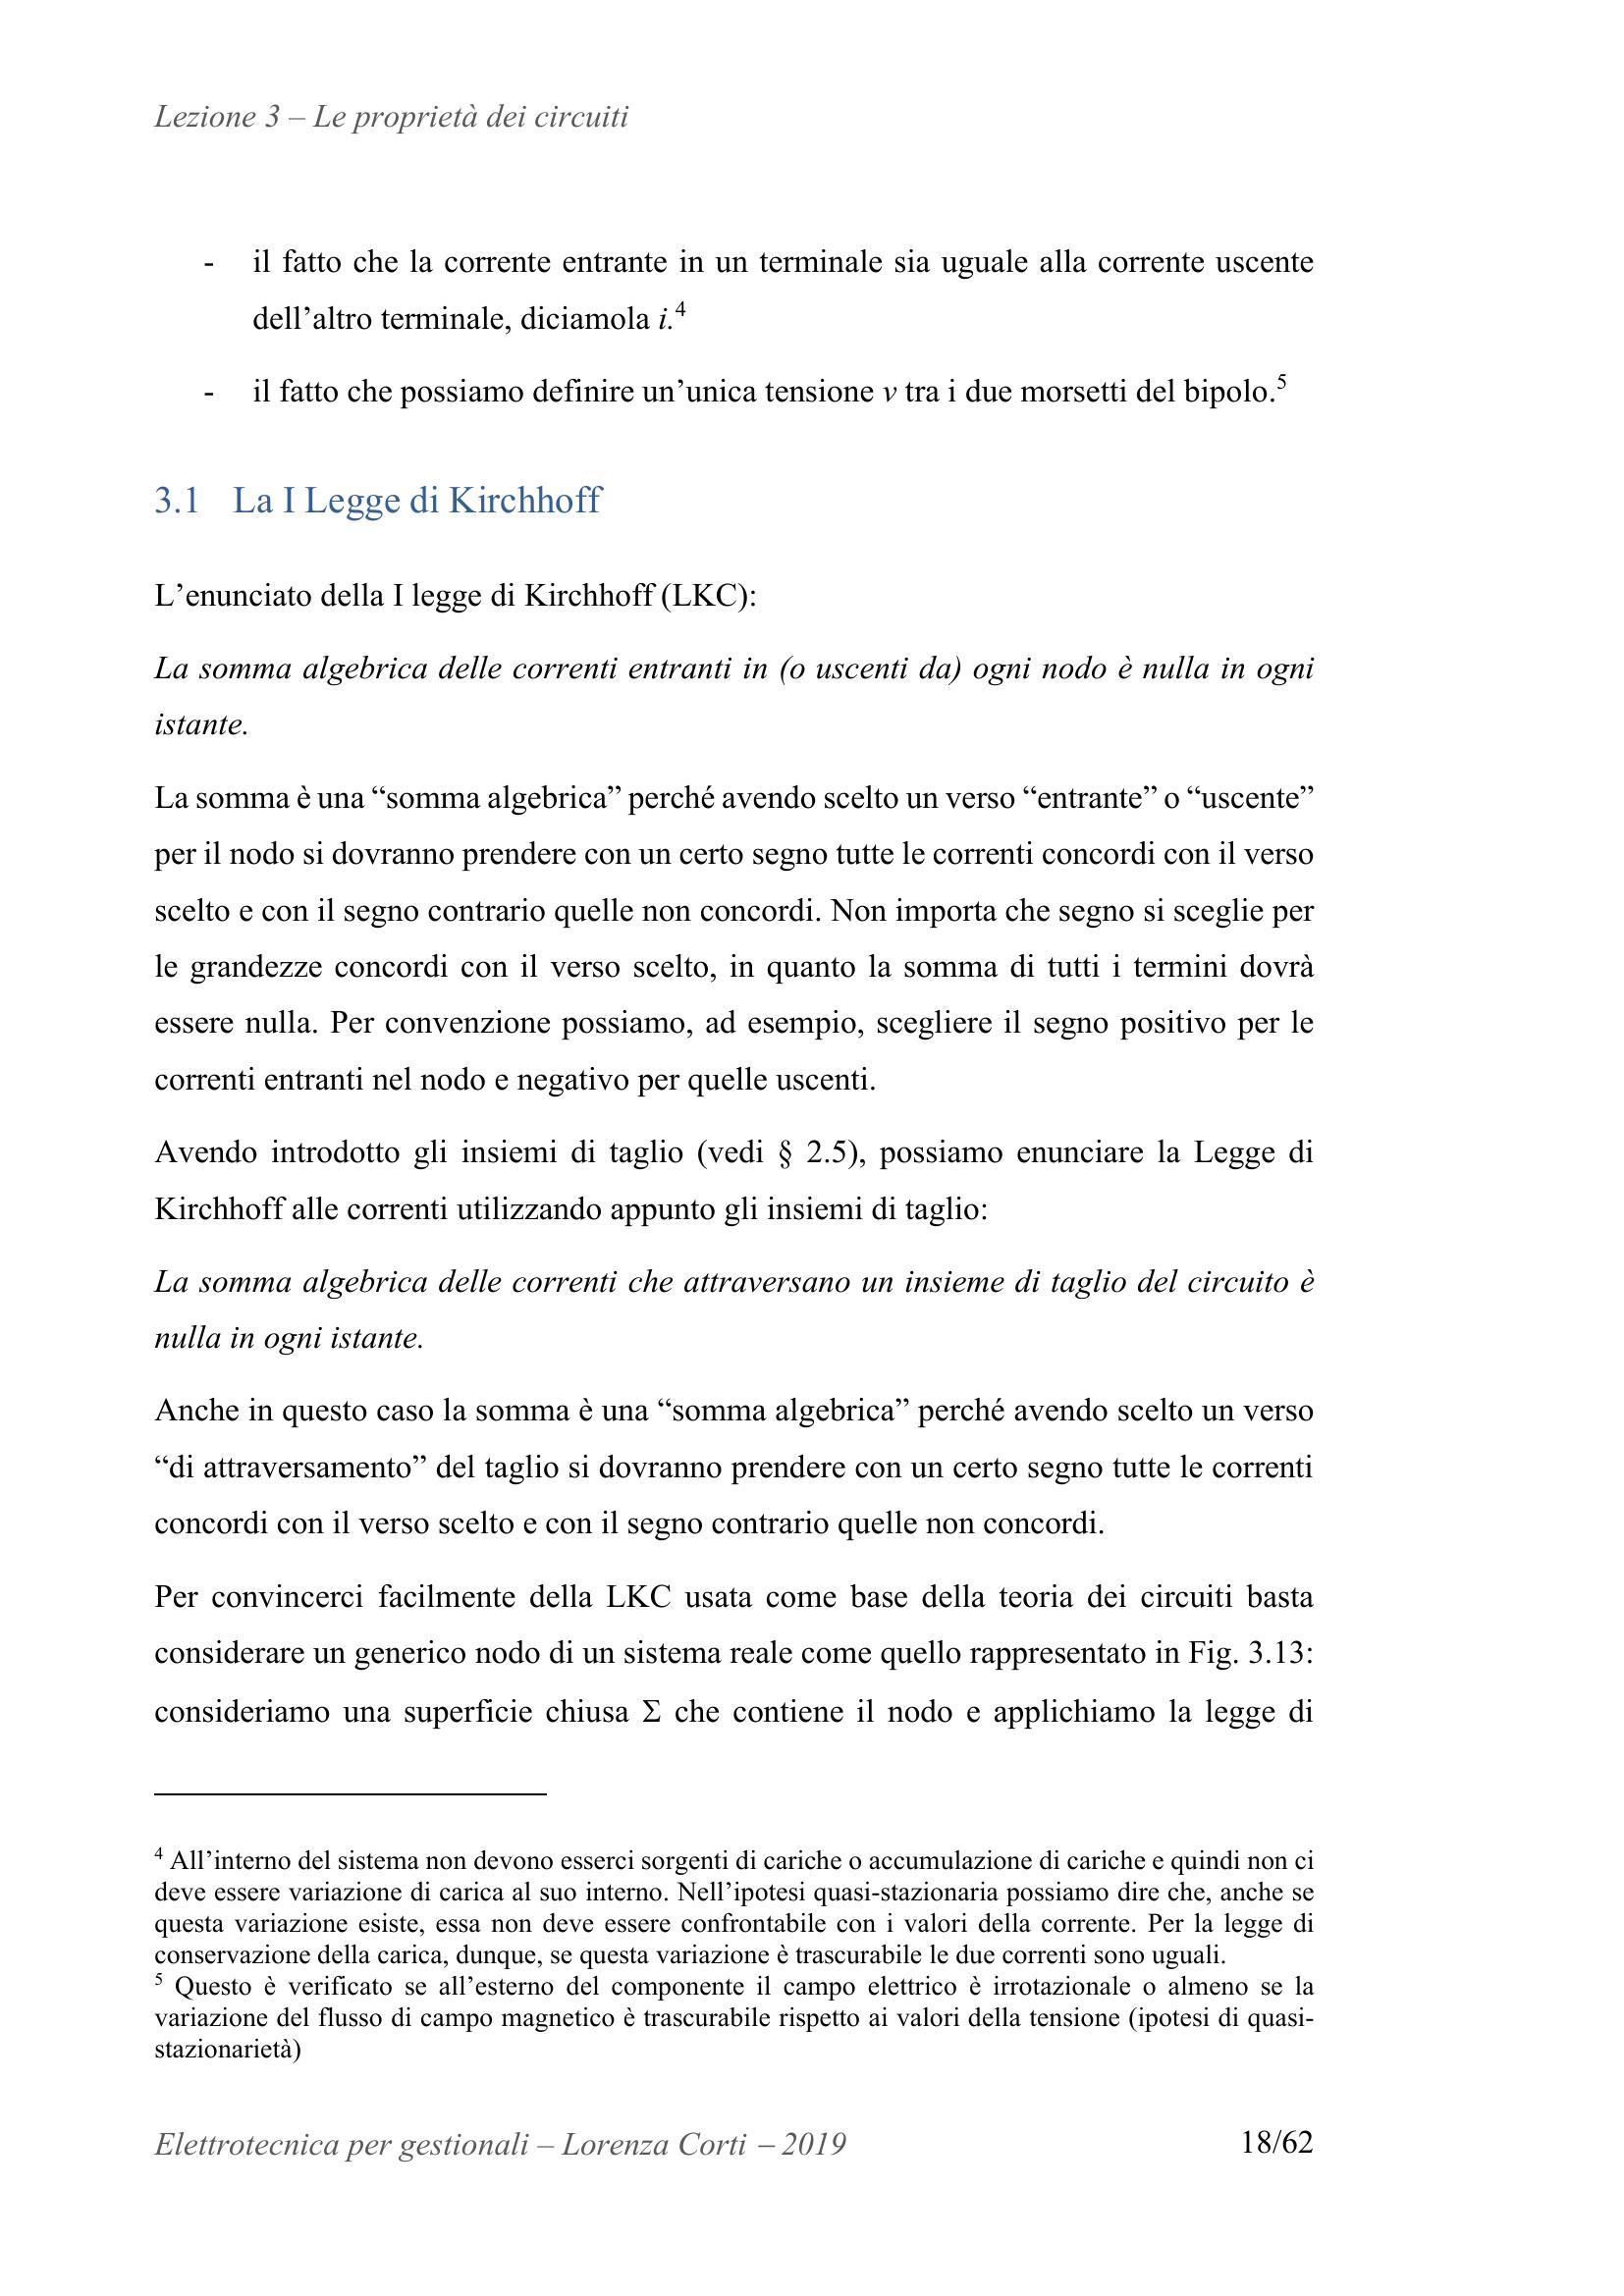 Lezione 3 – Le proprietà dei circuiti
- il fatto che la corrente entrante in un terminale sia uguale alla corrente uscente
dell’altro terminale, diciamola i.4
- il fatto che possiamo definire un’unica tensione v tra i due morsetti del bipolo.5
3.1 La I Legge di Kirchhoff
L’enunciato della I legge di Kirchhoff (LKC):
La somma algebrica delle correnti entranti in (o uscenti da) ogni nodo è nulla in ogni
istante.
La somma è una “somma algebrica” perché avendo scelto un verso “entrante” o “uscente”
per il nodo si dovranno prendere con un certo segno tutte le correnti concordi con il verso
scelto e con il segno contrario quelle non concordi. Non importa che segno si sceglie per
le grandezze concordi con il verso scelto, in quanto la somma di tutti i termini dovrà
essere nulla. Per convenzione possiamo, ad esempio, scegliere il segno positivo per le
correnti entranti nel nodo e negativo per quelle uscenti.
Avendo introdotto gli insiemi di taglio (vedi § 2.5), possiamo enunciare la Legge di
Kirchhoff alle correnti utilizzando appunto gli insiemi di taglio:
La somma algebrica delle correnti che attraversano un insieme di taglio del circuito è
nulla in ogni istante.
Anche in questo caso la somma è una “somma algebrica” perché avendo scelto un verso
“di attraversamento” del taglio si dovranno prendere con un certo segno tutte le correnti
concordi con il verso scelto e con il segno contrario quelle non concordi.
Per convincerci facilmente della LKC usata come base della teoria dei circuiti basta
considerare un generico nodo di un sistema reale come quello rappresentato in Fig. 3.13:
consideriamo una superficie chiusa Σ che contiene il nodo e applichiamo la legge di
4 All’interno del sistema non devono esserci sorgenti di cariche o accumulazione di cariche e quindi non ci
deve essere variazione di carica al suo interno. Nell’ipotesi quasi-stazionaria possiamo dire che, anche se
questa variazione esiste, essa non deve essere confrontabile con i valori della corrente. Per la legge di
conservazione della carica, dunque, se questa variazione è trascurabile le due correnti sono uguali.
5 Questo è verificato se all’esterno del componente il campo elettrico è irrotazionale o almeno se la
variazione del flusso di campo magnetico è trascurabile rispetto ai valori della tensione (ipotesi di quasi-
stazionarietà)
Elettrotecnica per gestionali – Lorenza Corti – 2019 18/62